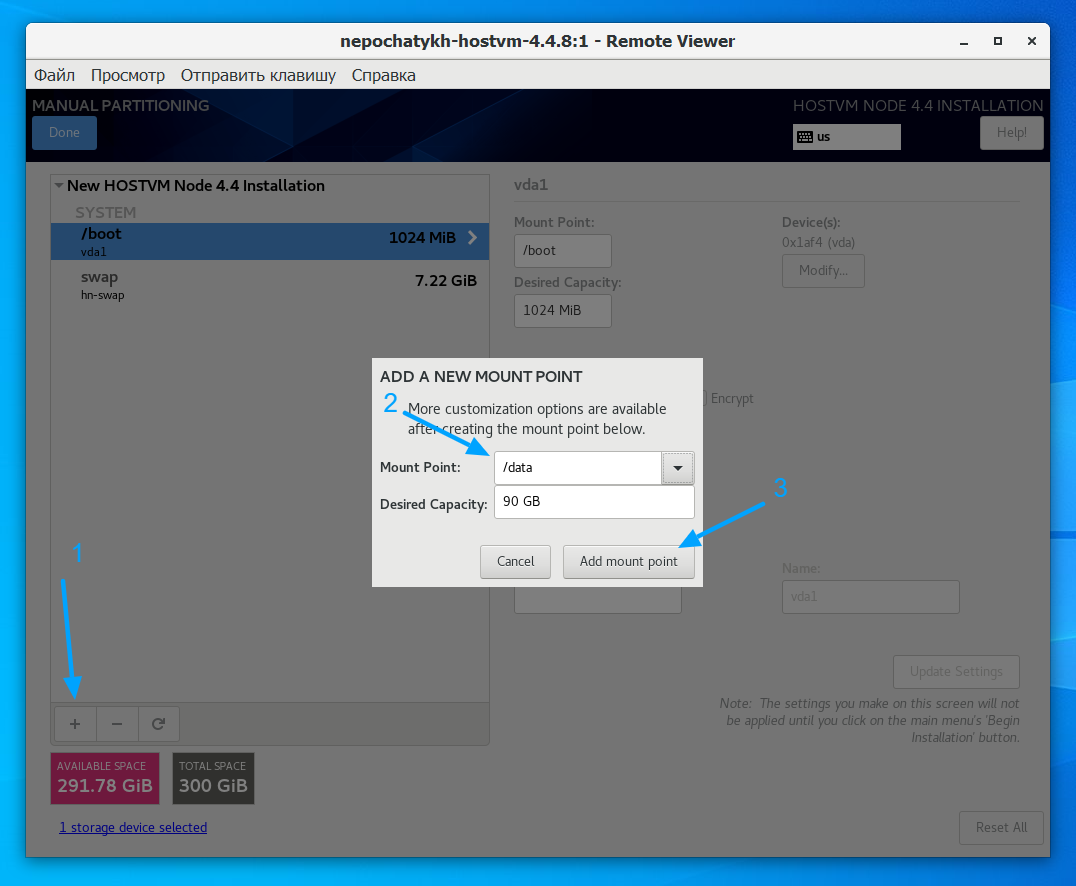 nepochatykh-hostvm-4.4.8:1 - Remote Viewer
Файл Просмотр Отправить клавишу Справка
MANUAL PARTITIONING
HOSTVM NODE 4.4 INSTALLATION
Done
us
Help!
New HOSTVM Node 4.4 Installation
SYSTEM
/boot
1024 MiB
vda1
swap
7.22 GiB
hn-swap
vda1
Mount Point:
/boot
Desired Capacity:
1024 MiB
Device(s):
0x1af4 (vda)
Modify...
Encrypt
ADD A NEW MOUNT POINT
2
More customization options are available
after creating the mount point below.
Mount Point:
/data
Desired Capacity:
90 GB
Cancel
Add mount point
3
1
Name:
vda1
Update Settings
Note: The settings you make on this screen will not
be applied until you click on the main menu's 'Begin
Installation' button.
+ −
AVAILABLE SPACE
291.78 GiB
TOTAL SPACE
300 GiB
1 storage device selected
Reset All